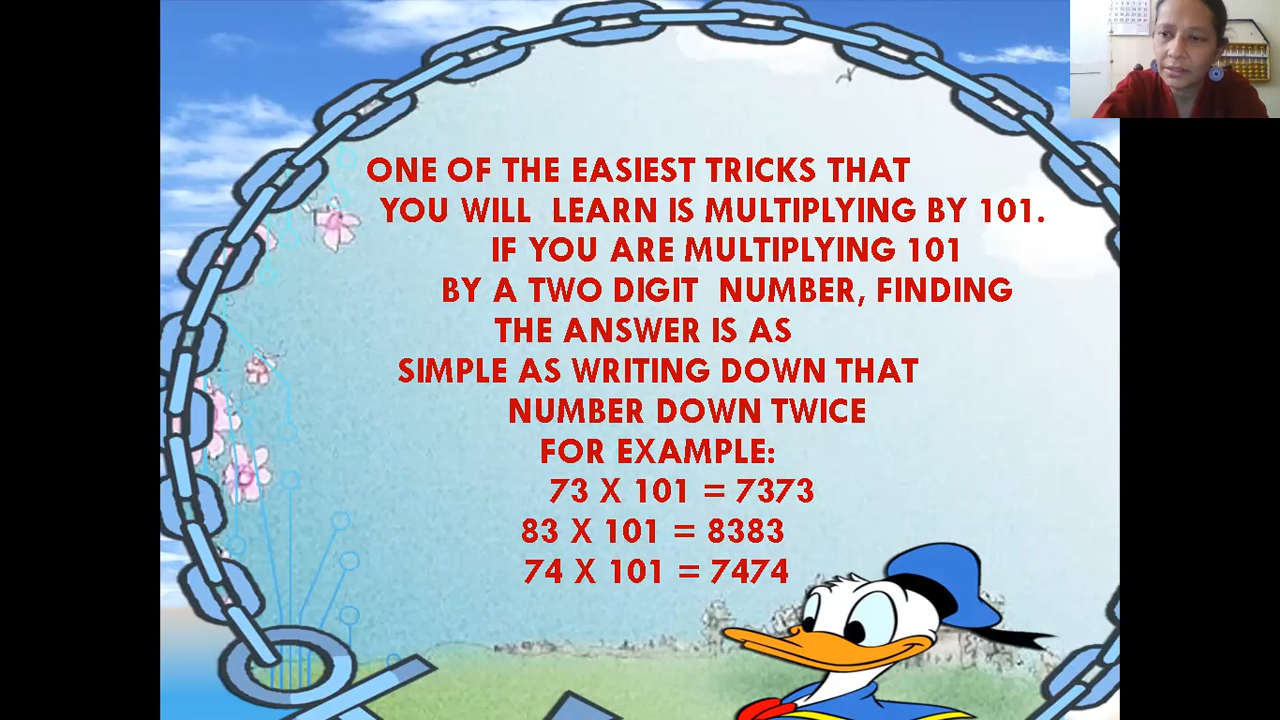 ONE OF THE EASIEST TRICKS THAT
YOU WILL LEARN IS MULTIPLYING BY 101.
IF YOU ARE MULTIPLYING 101
BY A TWO DIGIT NUMBER, FINDING
THE ANSWER IS AS
SIMPLE AS WRITING DOWN THAT
NUMBER DOWN TWICE
FOR EXAMPLE:
73 X 101 = 7373
83 X 101 = 8383
74 X 101 = 7474